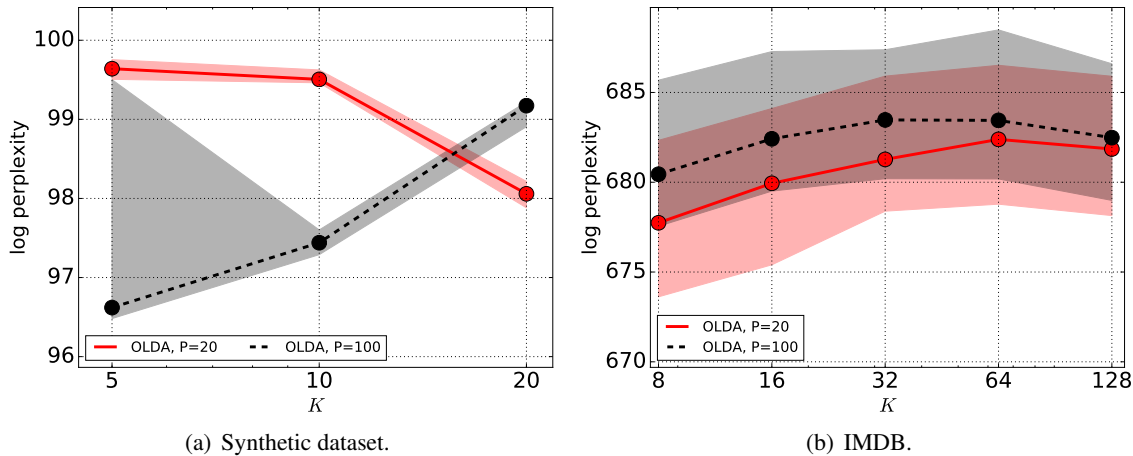 100
99
98
97
96
log perplexity
OLDA, P=20 OLDA, P=100
5 10 20
K
(a) Synthetic dataset.
685
680
675
670
log perplexity
OLDA, P=20
OLDA, P=100
8 16 32 64 128
K
(b) IMDB.